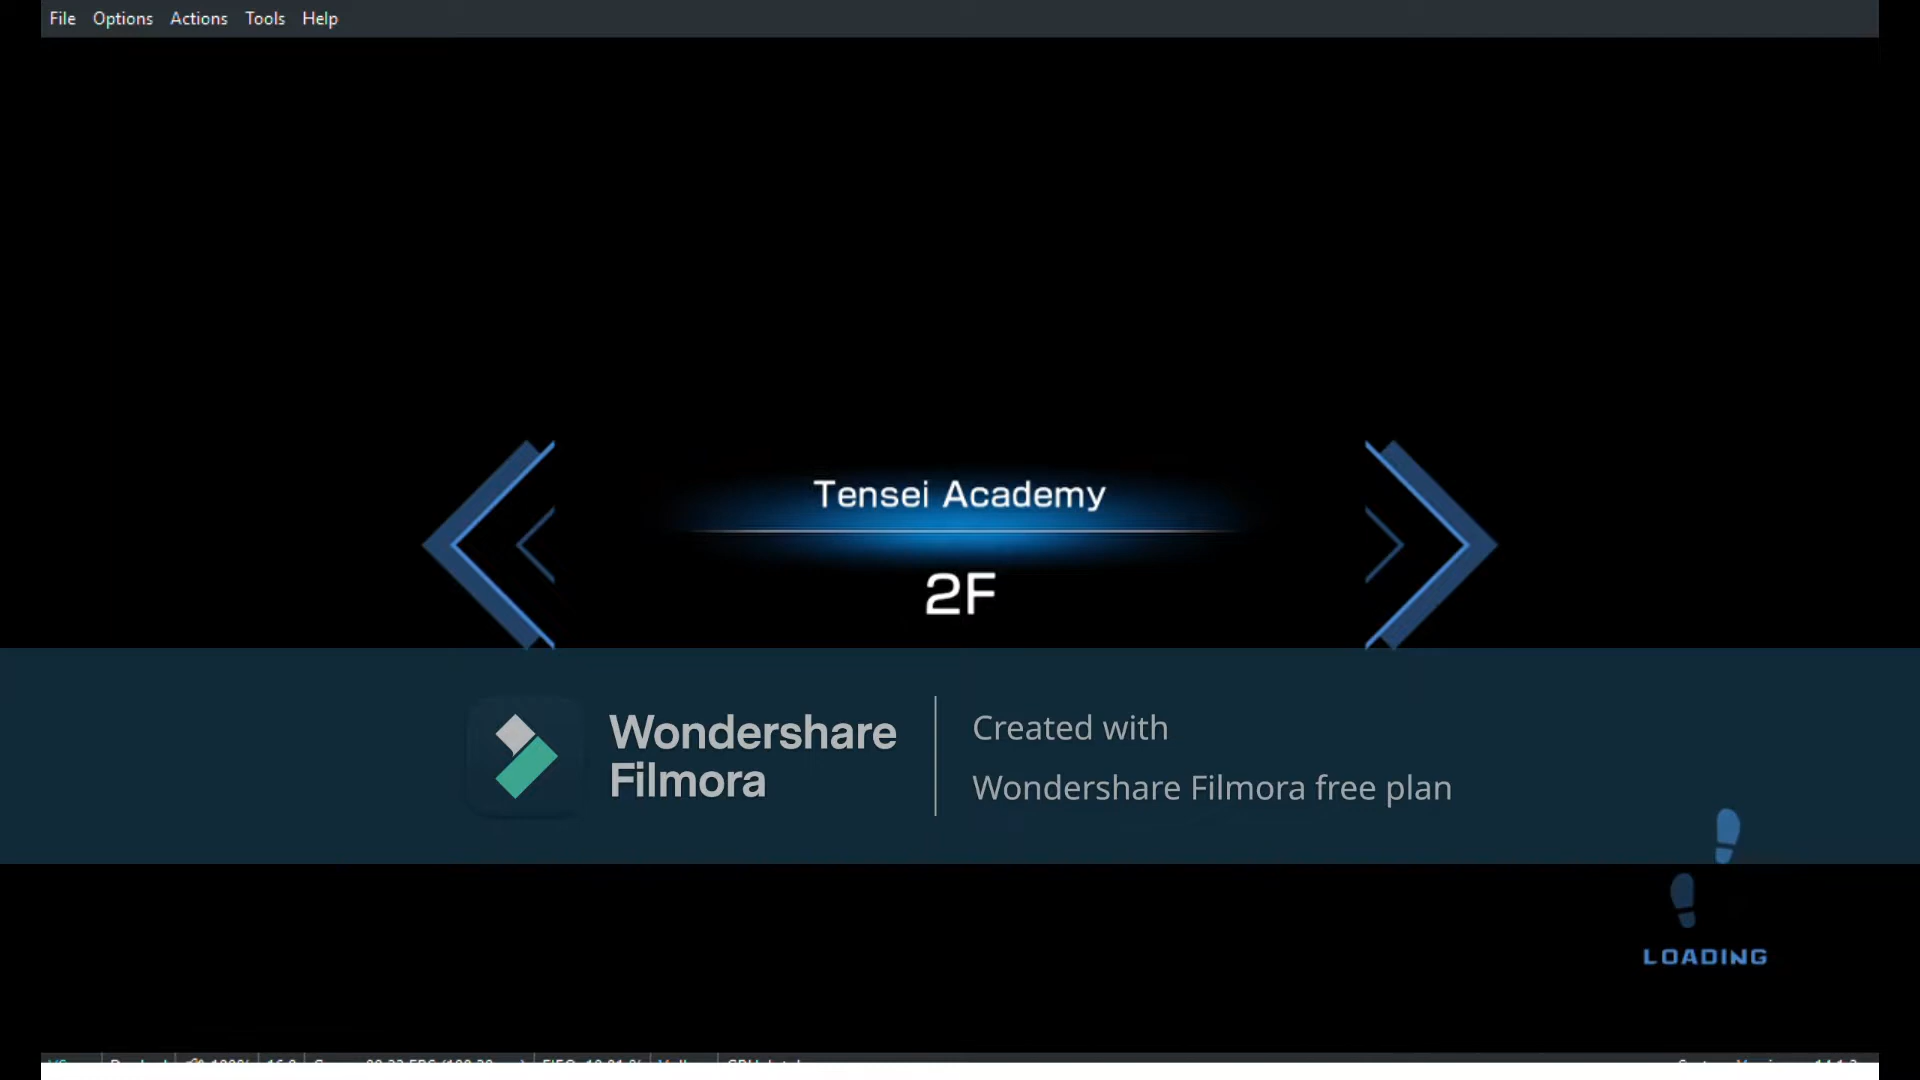 File Options Actions Tools Help
Tensei Academy
2F
Wondershare
Filmora
Created with
Wondershare Filmora free plan
LOADING